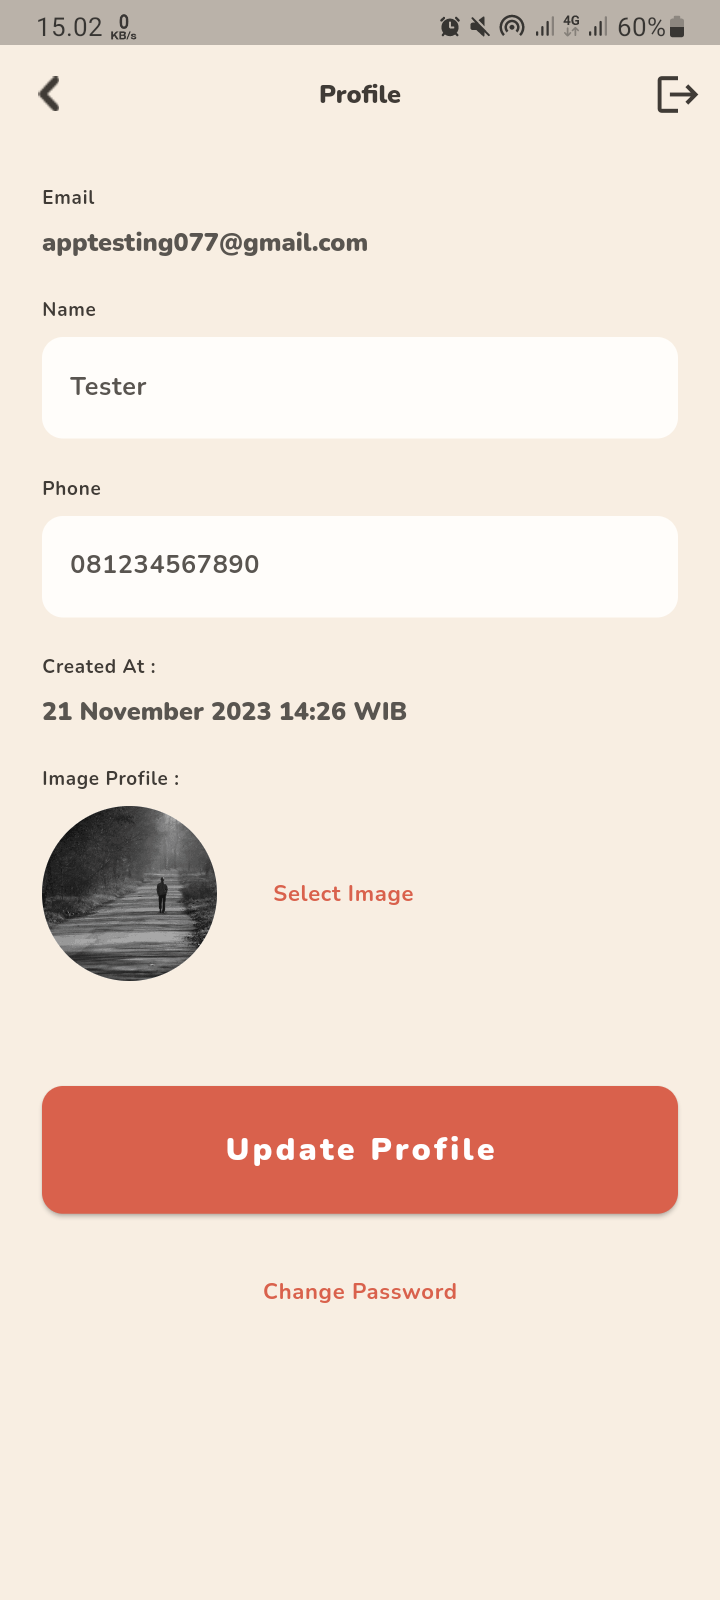 15.02 0 KB/s 4G 60%
Profile
Email
apptesting077@gmail.com
Name
Tester
Phone
081234567890
Created At :
21 November 2023 14:26 WIB
Image Profile :
Select Image
Update Profile
Change Password